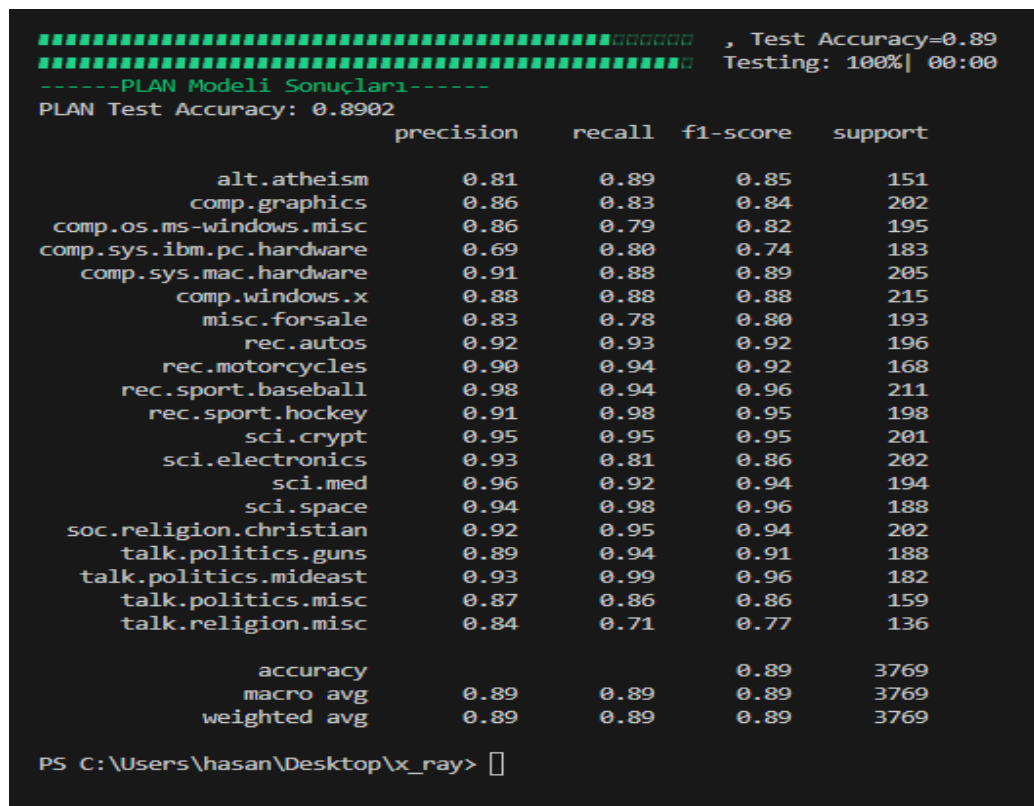 , Test Accuracy=0.89
Testing: 100%| 00:00
------PLAN Modeli Sonuçları------
PLAN Test Accuracy: 0.8902
precision recall f1-score support
alt.atheism 0.81 0.89 0.85 151
comp.graphics 0.86 0.83 0.84 202
comp.os.ms-windows.misc 0.86 0.79 0.82 195
comp.sys.ibm.pc.hardware 0.69 0.80 0.74 183
comp.sys.mac.hardware 0.91 0.88 0.89 205
comp.windows.x 0.88 0.88 0.88 215
misc.forsale 0.83 0.78 0.80 193
rec.autos 0.92 0.93 0.92 196
rec.motorcycles 0.90 0.94 0.92 168
rec.sport.baseball 0.98 0.94 0.96 211
rec.sport.hockey 0.91 0.98 0.95 198
sci.crypt 0.95 0.95 0.95 201
sci.electronics 0.93 0.81 0.86 202
sci.med 0.96 0.92 0.94 194
sci.space 0.94 0.98 0.96 188
soc.religion.christian 0.92 0.95 0.94 202
talk.politics.guns 0.89 0.94 0.91 188
talk.politics.mideast 0.93 0.99 0.96 182
talk.politics.misc 0.87 0.86 0.86 159
talk.religion.misc 0.84 0.71 0.77 136
accuracy 0.89 3769
macro avg 0.89 0.89 0.89 3769
weighted avg 0.89 0.89 0.89 3769
PS C:\Users\hasan\Desktop\x_ray>